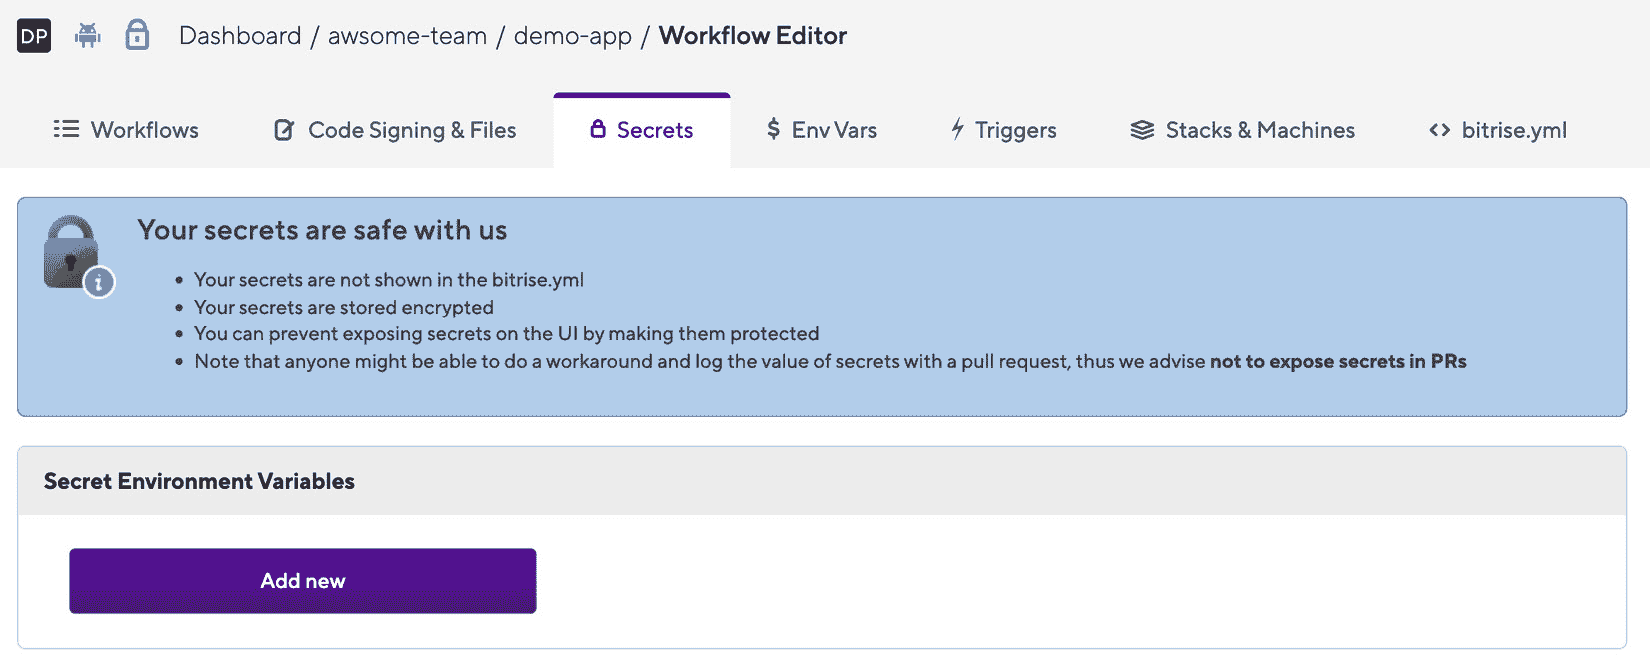 DP Dashboard / awsome-team / demo-app / Workflow Editor
Workflows Code Signing & Files Secrets $ Env Vars Triggers Stacks & Machines <> bitrise.yml
Your secrets are safe with us
• Your secrets are not shown in the bitrise.yml
• Your secrets are stored encrypted
• You can prevent exposing secrets on the UI by making them protected
• Note that anyone might be able to do a workaround and log the value of secrets with a pull request, thus we advise not to expose secrets in PRs
Secret Environment Variables
Add new